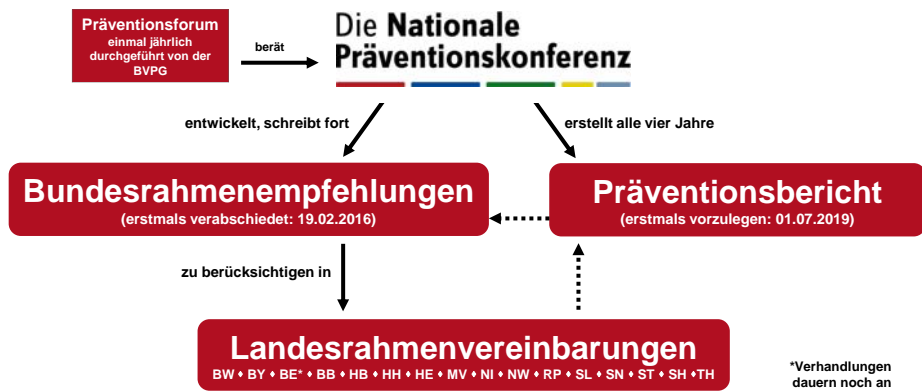 Präventionsforum
einmal jährlich
durchgeführt von der
BVPG
berät
Die Nationale
Präventionskonferenz
entwickelt, schreibt fort
erstellt alle vier Jahre
Bundesrahmenempfehlungen
(erstmals verabschiedet: 19.02.2016)
Präventionsbericht
(erstmals vorzulegen: 01.07.2019)
zu berücksichtigen in
Landesrahmenvereinbarungen
BW ♦ BY ♦ BE* ♦ BB ♦ HB ♦ HH ♦ HE ♦ MV ♦ NI ♦ NW ♦ RP ♦ SL ♦ SN ♦ ST ♦ SH ♦TH
*Verhandlungen
dauern noch an